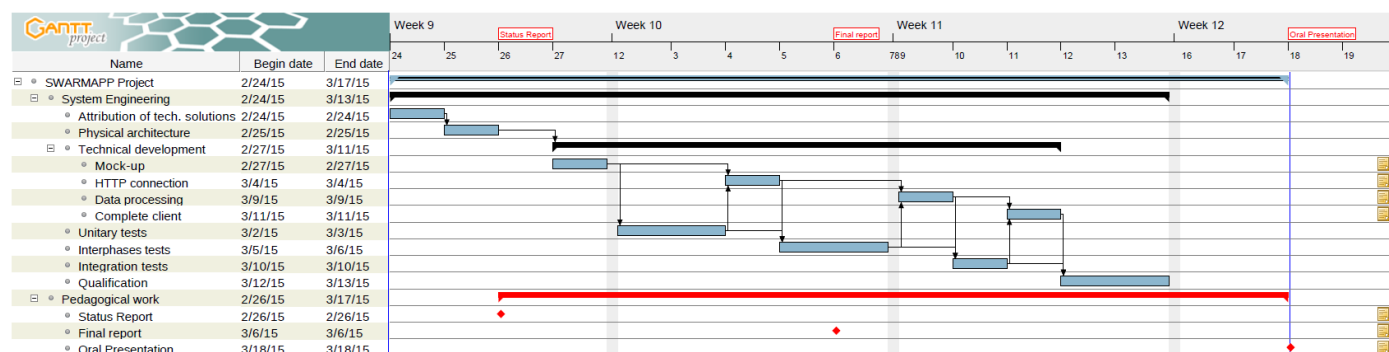 GANTT
project
Week 9
Week 10
Week 11
Week 12
Status Report
Final report
Oral Presentation
24 25 26 27 12 3 4 5 6 789 10 11 12 13 16 17 18 19
Name Begin date End date
SWARMAPP Project 2/24/15 3/17/15
System Engineering 2/24/15 3/13/15
Attribution of tech. solutions 2/24/15 2/24/15
Physical architecture 2/25/15 2/25/15
Technical development 2/27/15 3/11/15
Mock-up 2/27/15 2/27/15
HTTP connection 3/4/15 3/4/15
Data processing 3/9/15 3/9/15
Complete client 3/11/15 3/11/15
Unitary tests 3/2/15 3/3/15
Interphases tests 3/5/15 3/6/15
Integration tests 3/10/15 3/10/15
Qualification 3/12/15 3/13/15
Pedagogical work 2/26/15 3/17/15
Status Report 2/26/15 2/26/15
Final report 3/6/15 3/6/15
Oral Presentation 3/18/15 3/18/15